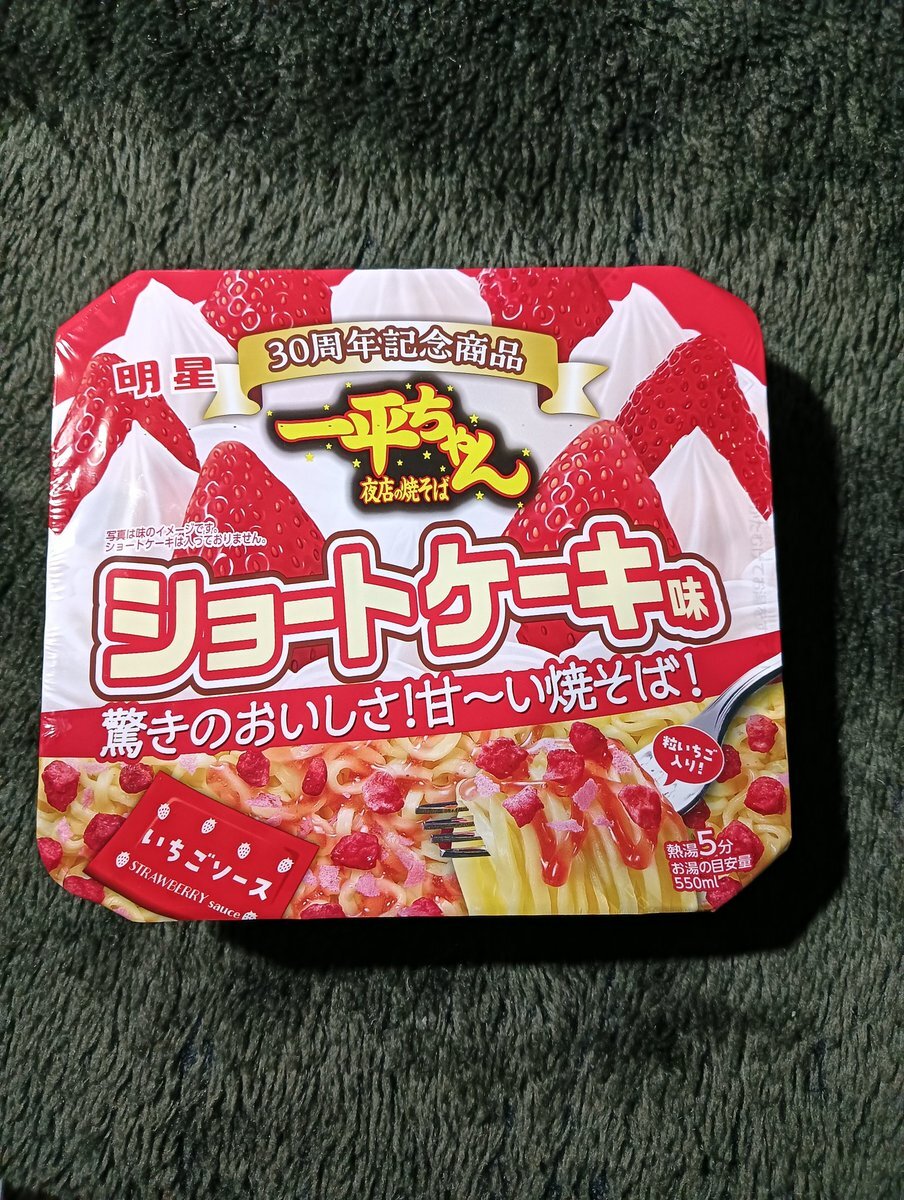 30周年記念商品
明星
一平ちゃん
夜店の焼そば
写真は味のイメージです。
ショートケーキは入っておりません。
ショートケーキ味
驚きのおいしさ!甘〜い焼そば!
粒いちご
入り!
いちごソース
STRAWBERRY sauce
熱湯5分
お湯の目安量
550ml